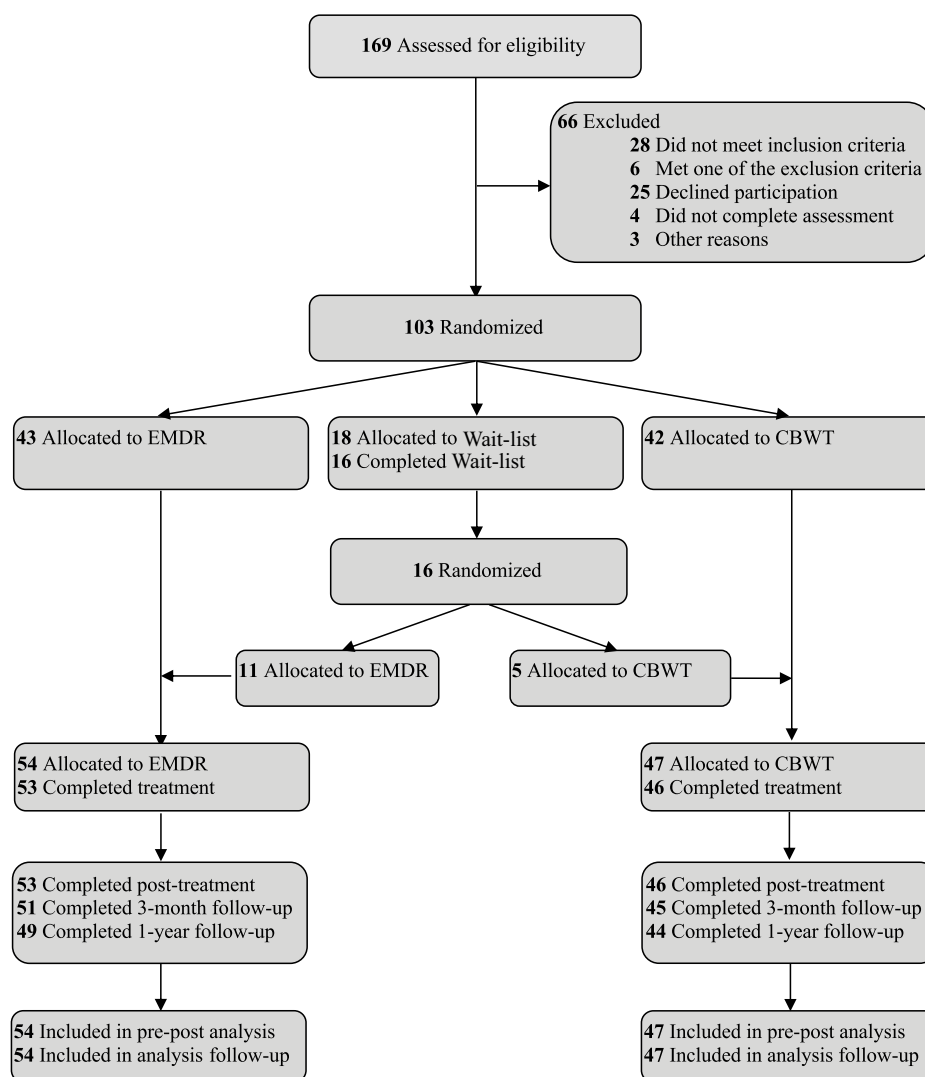 169 Assessed for eligibility
66 Excluded
28 Did not meet inclusion criteria
6 Met one of the exclusion criteria
25 Declined participation
4 Did not complete assessment
3 Other reasons
103 Randomized
43 Allocated to EMDR
18 Allocated to Wait-list
16 Completed Wait-list
42 Allocated to CBWT
16 Randomized
11 Allocated to EMDR
5 Allocated to CBWT
54 Allocated to EMDR
53 Completed treatment
47 Allocated to CBWT
46 Completed treatment
53 Completed post-treatment
51 Completed 3-month follow-up
49 Completed 1-year follow-up
46 Completed post-treatment
45 Completed 3-month follow-up
44 Completed 1-year follow-up
54 Included in pre-post analysis
54 Included in analysis follow-up
47 Included in pre-post analysis
47 Included in analysis follow-up